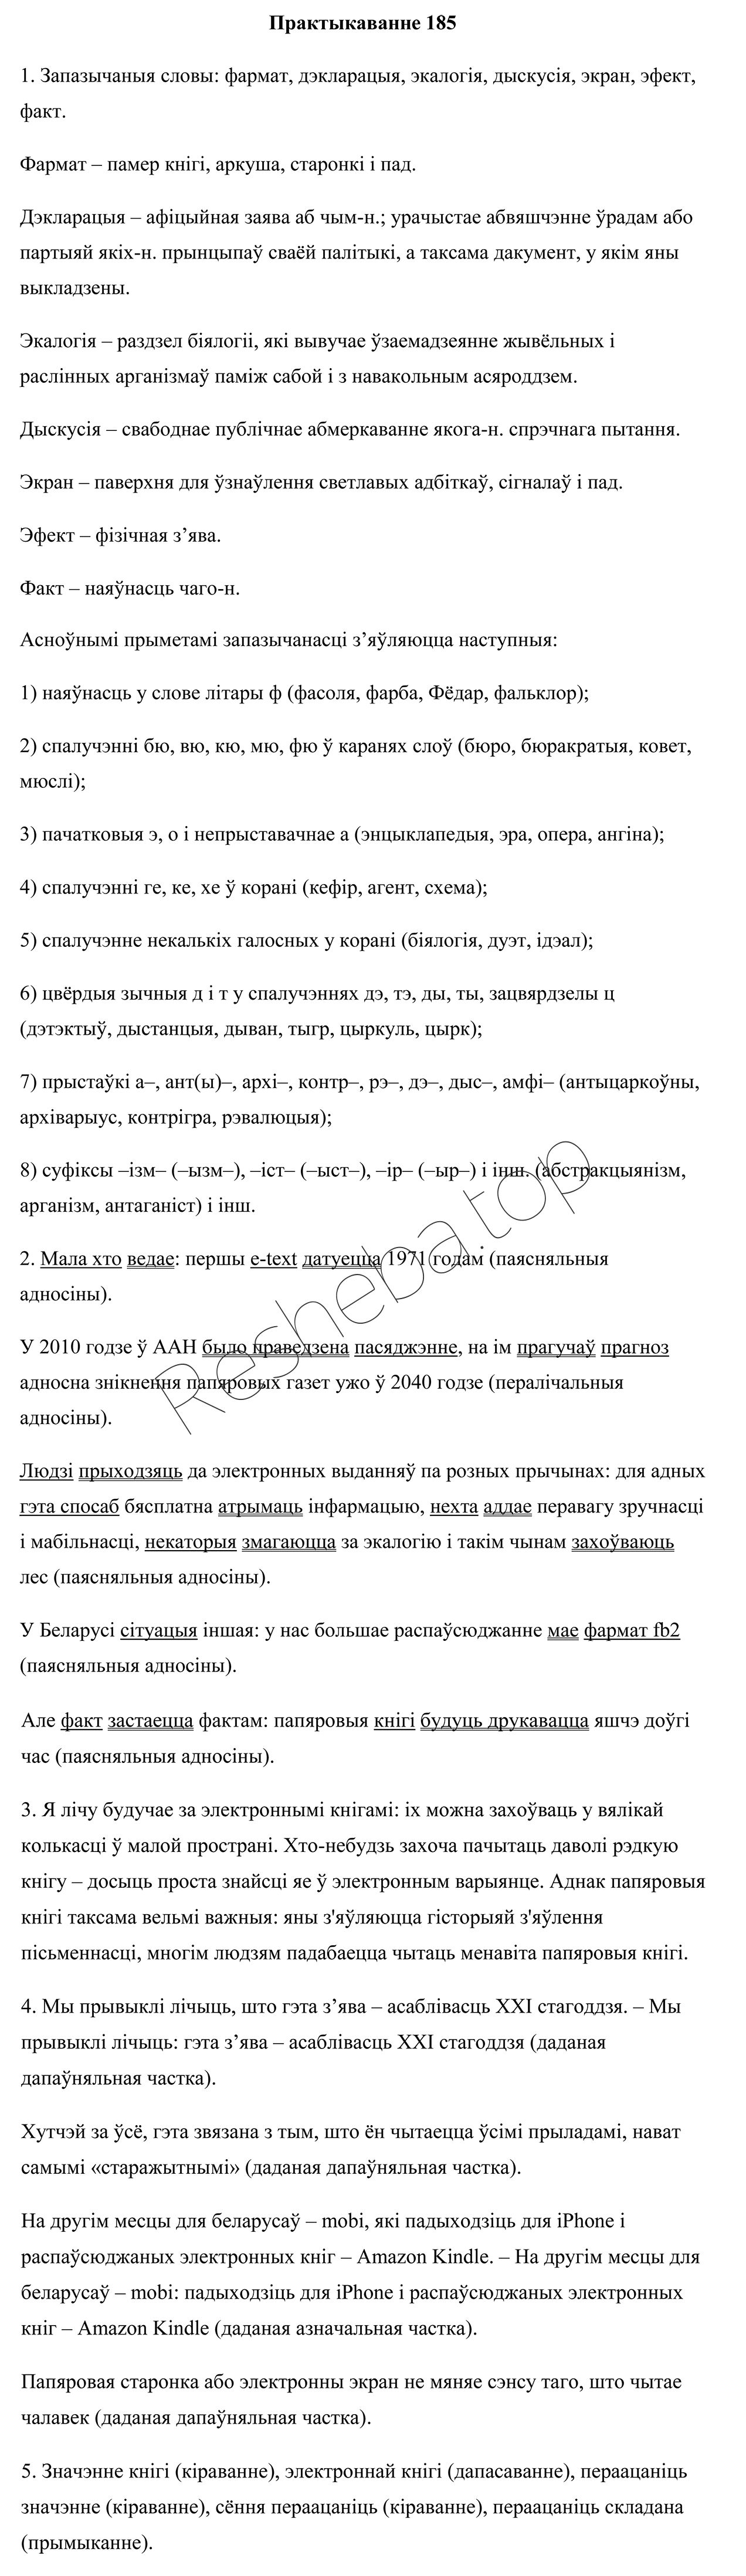 Практыкаванне 185
1. Запазычаныя словы: фармат, дэкларацыя, экалогія, дыскусія, экран, эфект,
факт.
Фармат – памер кнігі, аркуша, старонкі і пад.
Дэкларацыя – афіцыйная заява аб чым-н.; урачыстае абвяшчэнне ўрадам або
партыяй якіх-н. прынцыпаў сваёй палітыкі, а таксама дакумент, у якім яны
выкладзены.
Экалогія – раздзел біялогіі, які вывучае ўзаемадзеянне жывёльных і
раслінных арганізмаў паміж сабой і з навакольным асяроддзем.
Дыскусія – свабоднае публічнае абмеркаванне якога-н. спрэчнага пытання.
Экран – паверхня для ўзнаўлення светлавых адбіткаў, сігналаў і пад.
Эфект – фізічная з’ява.
Факт – наяўнасць чаго-н.
Асноўнымі прыметамі запазычанасці з’яўляюцца наступныя:
1) наяўнасць у слове літары ф (фасоля, фарба, Фёдар, фальклор);
2) спалучэнні бю, вю, кю, мю, фю ў каранях слоў (бюро, бюракратыя, ковет,
мюслі);
3) пачатковыя э, о і непрыставачнае а (энцыклапедыя, эра, опера, ангіна);
4) спалучэнні ге, ке, хе ў корані (кефір, агент, схема);
5) спалучэнне некалькіх галосных у корані (біялогія, дуэт, ідэал);
6) цвёрдыя зычныя д і т у спалучэннях дэ, тэ, ды, ты, зацвярдзелы ц
(дэтэктыў, дыстанцыя, дыван, тыгр, цыркуль, цырк);
7) прыстаўкі а–, ант(ы)–, архі–, контр–, рэ–, дэ–, дыс–, амфі– (антыцаркоўны,
архіварыус, контрігра, рэвалюцыя);
8) суфіксы –ізм– (–ызм–), –іст– (–ыст–), –ір– (–ыр–) і інш. (абстракцыянізм,
арганізм, антаганіст) і інш.
2. Мала хто ведае: першы e-text датуецца 1971 годам (паясняльныя
адносіны).
У 2010 годзе ў ААН было праведзена пасяджэнне, на ім прагучаў прагноз
адносна знікнення папяровых газет ужо ў 2040 годзе (пералічальныя
адносіны).
Людзі прыходзяць да электронных выданняў па розных прычынах: для адных
гэта спосаб бясплатна атрымаць інфармацыю, нехта аддае перавагу зручнасці
і мабільнасці, некаторыя змагаюцца за экалогію і такім чынам захоўваюць
лес (паясняльныя адносіны).
У Беларусі сітуацыя іншая: у нас большае распаўсюджанне мае фармат fb2
(паясняльныя адносіны).
Але факт застаецца фактам: папяровыя кнігі будуць друкавацца яшчэ доўгі
час (паясняльныя адносіны).
3. Я лічу будучае за электроннымі кнігамі: іх можна захоўваць у вялікай
колькасці ў малой прастрані. Хто-небудзь захоча пачытаць даволі рэдкую
кнігу – досыць проста знайсці яе ў электронным варыянце. Аднак папяровыя
кнігі таксама вельмі важныя: яны з'яўляюцца гісторыяй з'яўлення
пісьменнасці, многім людзям падабаецца чытаць менавіта папяровыя кнігі.
4. Мы прывыклі лічыць, што гэта з’ява – асаблівасць XXI стагоддзя. – Мы
прывыклі лічыць: гэта з’ява – асаблівасць XXI стагоддзя (даданая
дапаўняльная частка).
Хутчэй за ўсё, гэта звязана з тым, што ён чытаецца ўсімі прыладамі, нават
самымі «старажытнымі» (даданая дапаўняльная частка).
На другім месцы для беларусаў – mobi, які падыходзіць для iPhone і
распаўсюджаных электронных кніг – Amazon Kindle. – На другім месцы для
беларусаў – mobi: падыходзіць для iPhone і распаўсюджаных электронных
кніг – Amazon Kindle (даданая азначальная частка).
Папяровая старонка або электронны экран не мяняе сэнсу таго, што чытае
чалавек (даданая дапаўняльная частка).
5. Значэнне кнігі (кіраванне), электроннай кнігі (дапасаванне), пераацаніць
значэнне (кіраванне), сёння пераацаніць (кіраванне), пераацаніць складана
(прымыканне).
Reshebatop